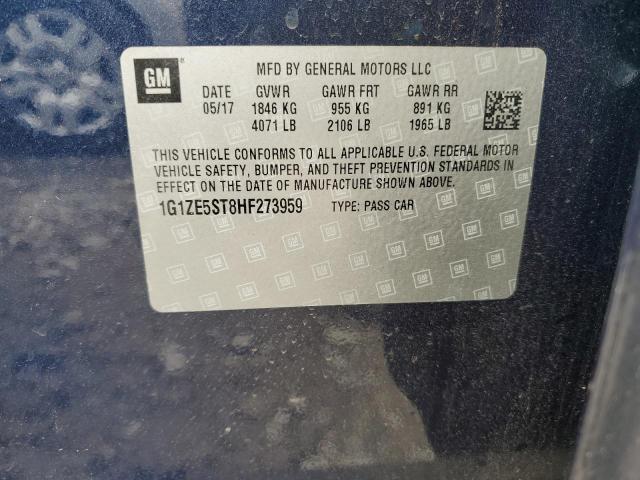 GM
MFD BY GENERAL MOTORS LLC
DATE GVWR GAWR FRT GAWR RR
05/17 1846 KG 955 KG 891 KG
4071 LB 2106 LB 1965 LB
THIS VEHICLE CONFORMS TO ALL APPLICABLE U.S. FEDERAL MOTOR
VEHICLE SAFETY, BUMPER, AND THEFT PREVENTION STANDARDS IN
EFFECT ON THE DATE OF MANUFACTURE SHOWN ABOVE.
1G1ZE5ST8HF273959 TYPE: PASS CAR